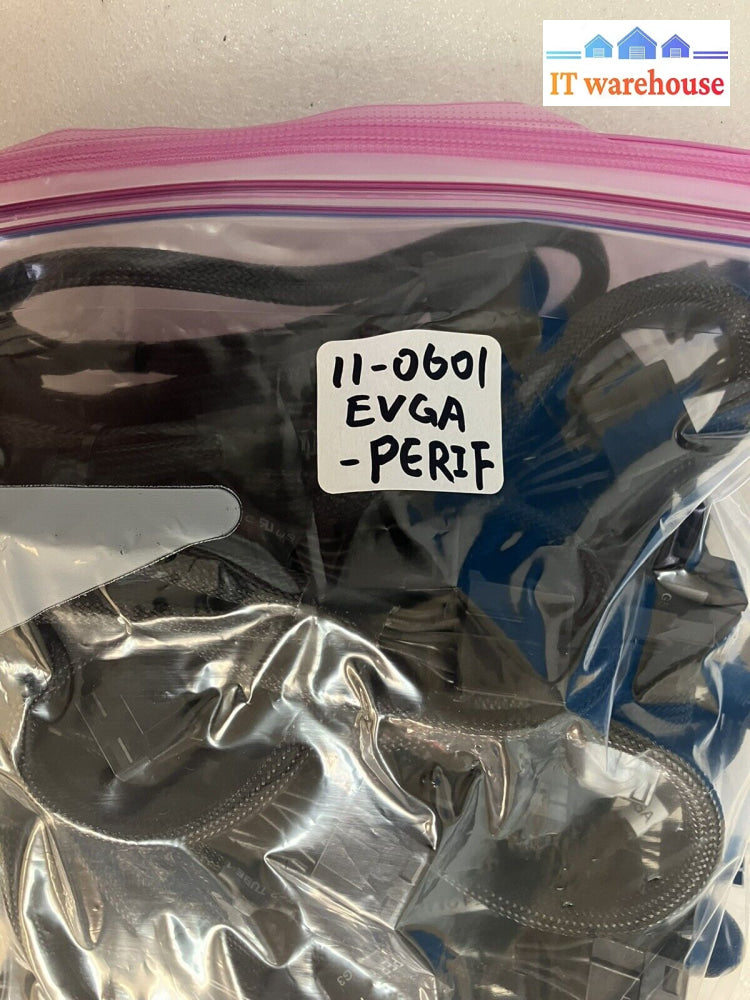 IT warehouse
11-0601
EVGA
-PERIF